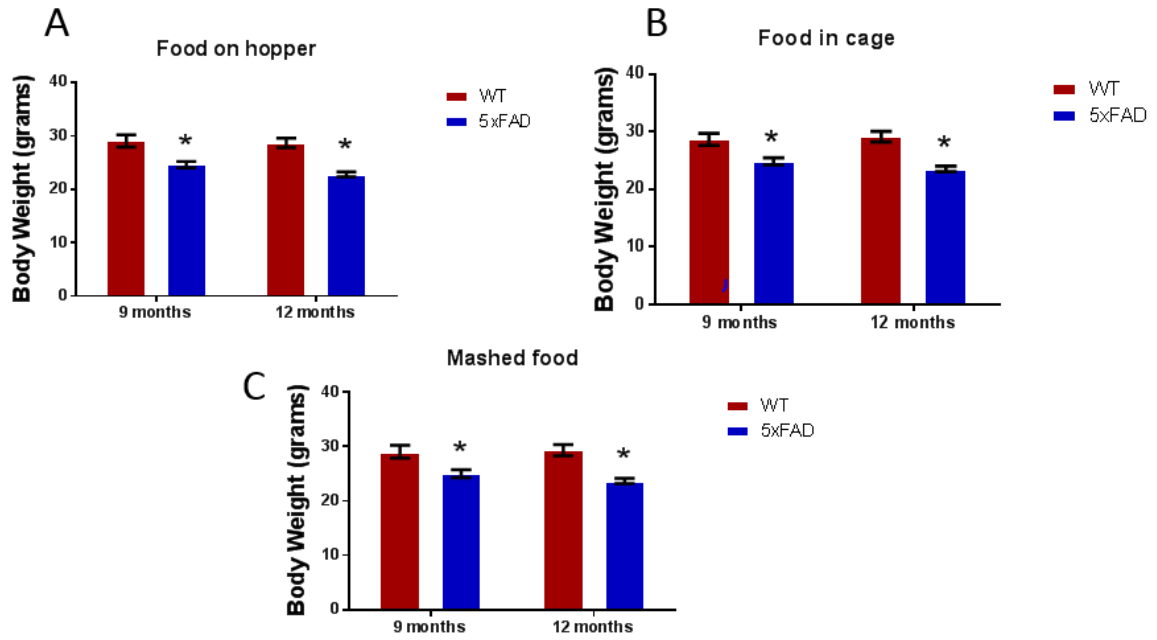 A
Food on hopper
Body Weight (grams)
40
30
20
10
0
*
*
9 months
12 months
WT
5xFAD
B
Food in cage
Body Weight (grams)
40
30
20
10
0
*
*
9 months
12 months
WT
5xFAD
C
Mashed food
Body Weight (grams)
40
30
20
10
0
*
*
9 months
12 months
WT
5xFAD